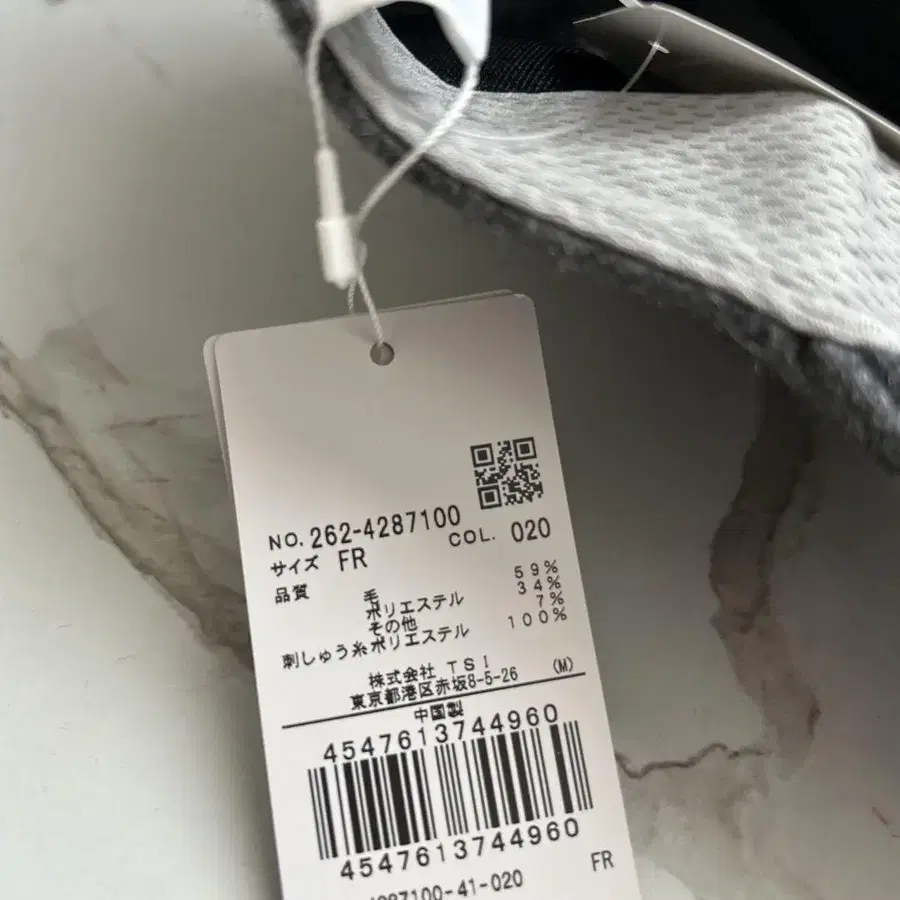 NO. 262-4287100
COL. 020
サイズ FR
品質 毛 59%
ポリエステル 34%
その他 7%
刺しゅう糸 ポリエステル 100%
株式会社 TSI
東京都港区赤坂8-5-26 (M)
中国製
4547613744960
4547613744960
FR
4287100-41-020